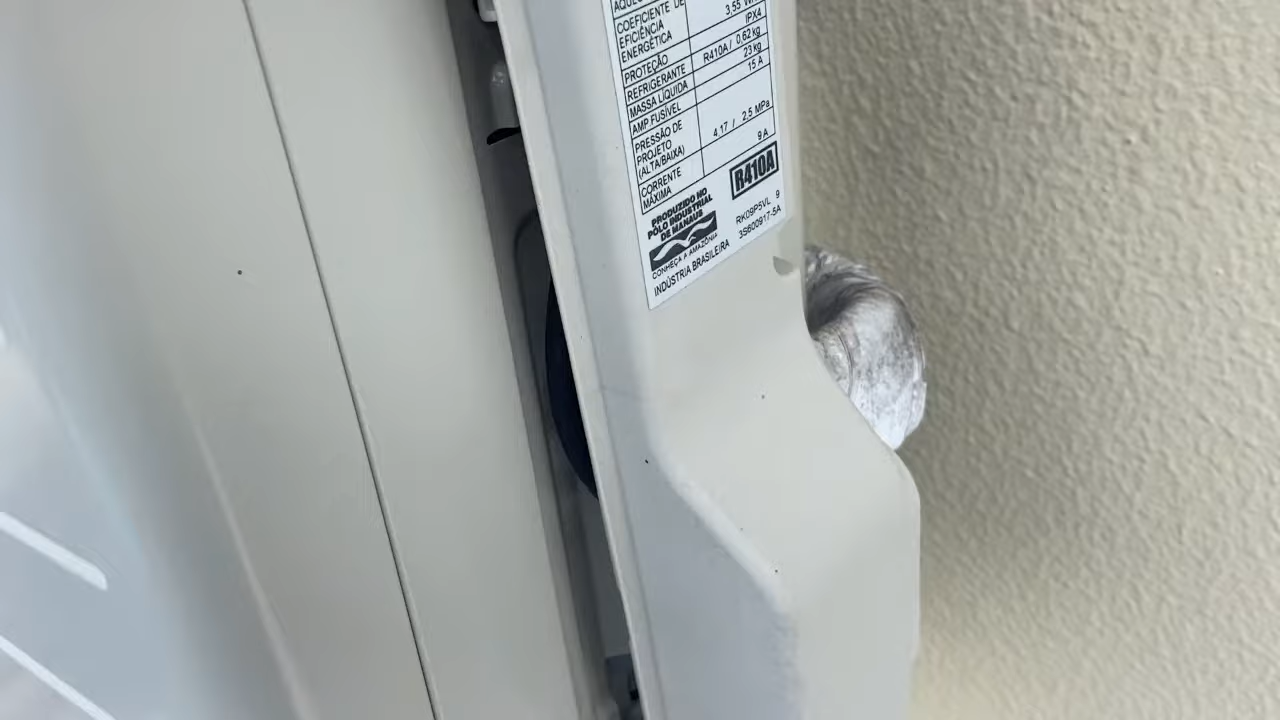 COEFICIENTE DE
EFICIÊNCIA
ENERGÉTICA
3.55
PROTEÇÃO IPX4
REFRIGERANTE R410A / 0,62 kg
MASSA LÍQUIDA 23 kg
AMP FUSÍVEL 15 A
PRESSÃO DE
PROJETO
(ALTA/BAIXA)
4.17 / 2,5 MPa
CORRENTE
MÁXIMA
9 A
R410A
PRODUZIDO NO
PÓLO INDUSTRIAL
DE MANAUS
CONHEÇA A AMAZÔNIA
RK09P5VL 9
INDÚSTRIA BRASILEIRA 3S600917-5A